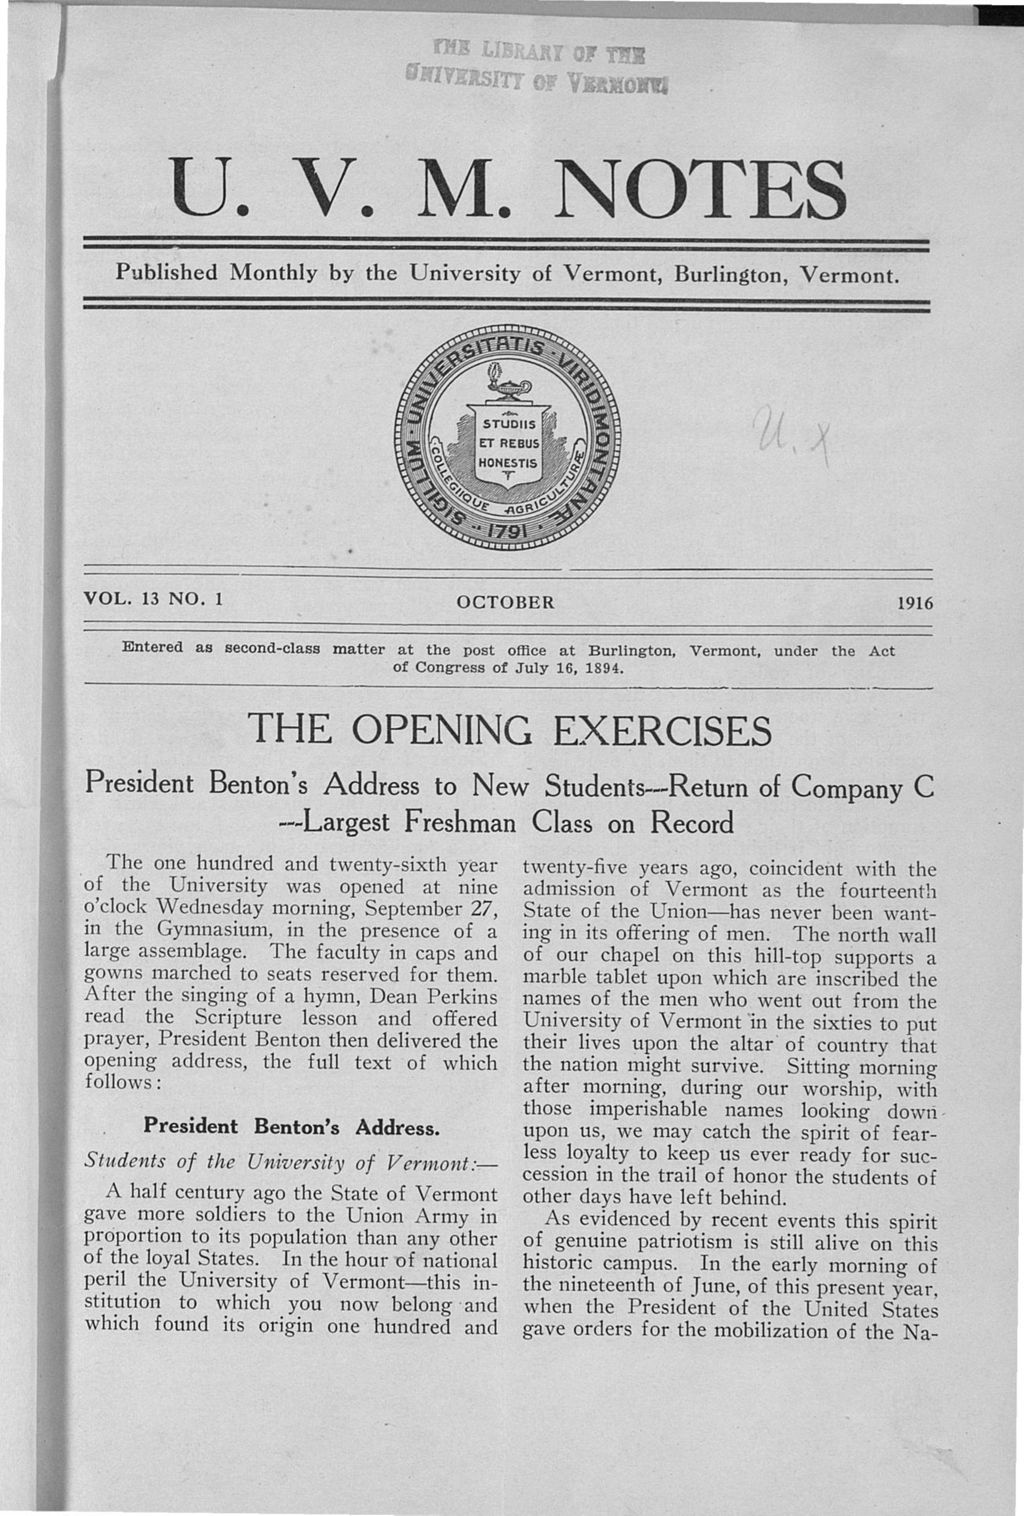 THE LIBRARY OF THE
UNIVERSITY OF VERMONT
U. V. M. NOTES
Published Monthly by the University of Vermont, Burlington, Vermont.
SIGILLUM · UNIVERSITATIS · VIRIDIMONTANÆ
COLLEGIIQUE AGRICULTURÆ
STUDIIS
ET REBUS
HONESTIS
·· 1791 ·
U. X
VOL. 13 NO. 1 OCTOBER 1916
Entered as second-class matter at the post office at Burlington, Vermont, under the Act
of Congress of July 16, 1894.
THE OPENING EXERCISES
President Benton's Address to New Students---Return of Company C
---Largest Freshman Class on Record
The one hundred and twenty-sixth year
of the University was opened at nine
o'clock Wednesday morning, September 27,
in the Gymnasium, in the presence of a
large assemblage. The faculty in caps and
gowns marched to seats reserved for them.
After the singing of a hymn, Dean Perkins
read the Scripture lesson and offered
prayer, President Benton then delivered the
opening address, the full text of which
follows:
President Benton's Address.
Students of the University of Vermont:—
A half century ago the State of Vermont
gave more soldiers to the Union Army in
proportion to its population than any other
of the loyal States. In the hour of national
peril the University of Vermont—this in-
stitution to which you now belong and
which found its origin one hundred and
twenty-five years ago, coincident with the
admission of Vermont as the fourteenth
State of the Union—has never been want-
ing in its offering of men. The north wall
of our chapel on this hill-top supports a
marble tablet upon which are inscribed the
names of the men who went out from the
University of Vermont in the sixties to put
their lives upon the altar of country that
the nation might survive. Sitting morning
after morning, during our worship, with
those imperishable names looking down
upon us, we may catch the spirit of fear-
less loyalty to keep us ever ready for suc-
cession in the trail of honor the students of
other days have left behind.
As evidenced by recent events this spirit
of genuine patriotism is still alive on this
historic campus. In the early morning of
the nineteenth of June, of this present year,
when the President of the United States
gave orders for the mobilization of the Na-